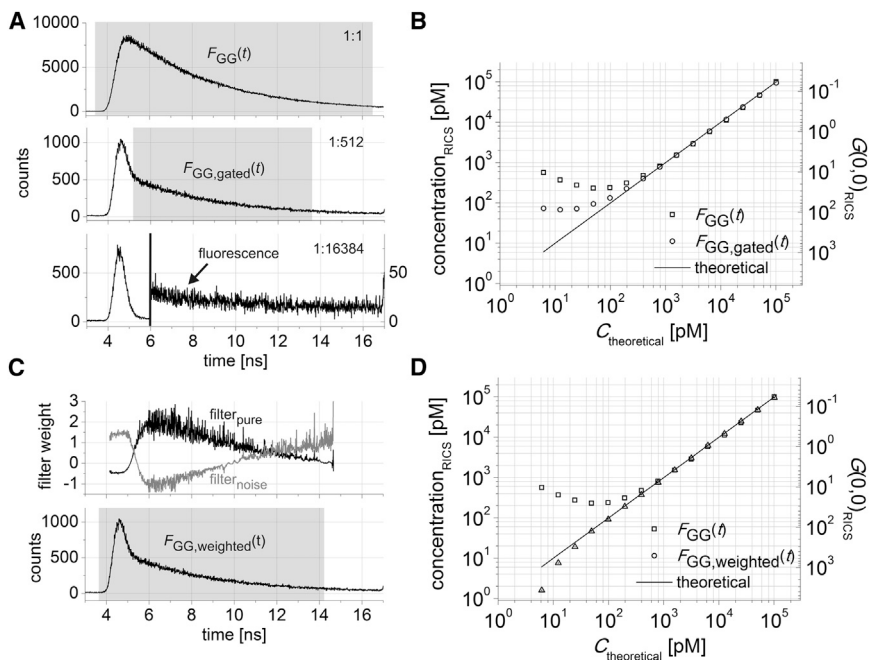 A
10000
5000
0
F_GG(t)
1:1
1000
500
0
F_GG,gated(t)
1:512
counts
500
0
fluorescence
1:16384
50
0
4 6 8 10 12 14 16
time [ns]
B
concentration_RICS [pM]
10^5
10^4
10^3
10^2
10^1
10^0
10^-1
10^0
10^1
10^2
10^3
G(0,0)_RICS
F_GG(t)
F_GG,gated(t)
theoretical
10^0 10^1 10^2 10^3 10^4 10^5
C_theoretical [pM]
C
filter weight
3
2
1
0
-1
filter_pure
filter_noise
counts
1000
500
0
F_GG,weighted(t)
4 6 8 10 12 14 16
time [ns]
D
concentration_RICS [pM]
10^5
10^4
10^3
10^2
10^1
10^0
10^-1
10^0
10^1
10^2
10^3
G(0,0)_RICS
F_GG(t)
F_GG,weighted(t)
theoretical
10^0 10^1 10^2 10^3 10^4 10^5
C_theoretical [pM]